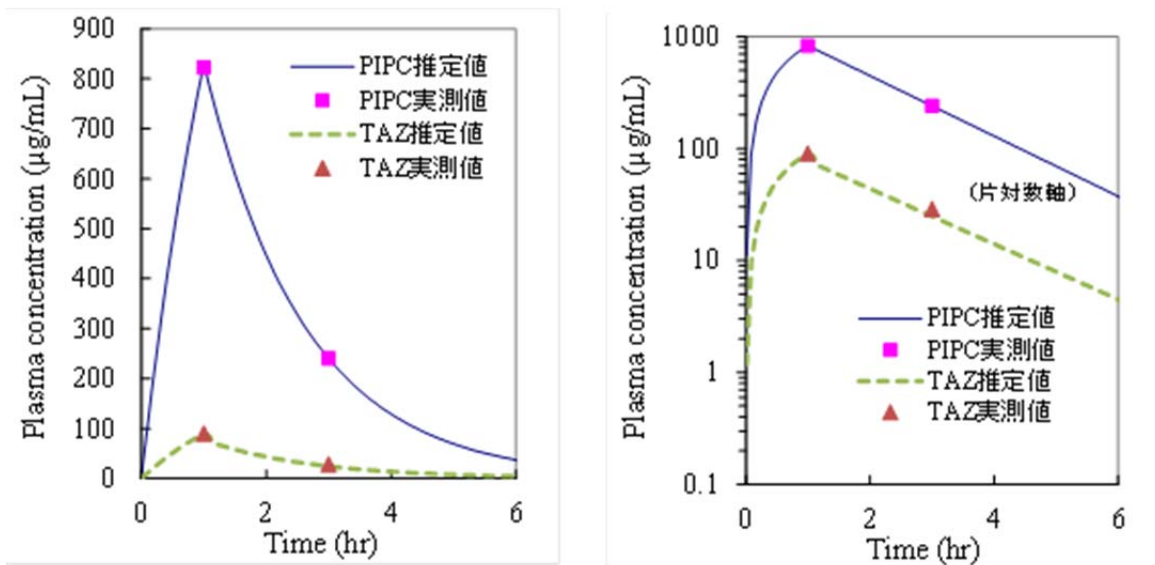 900
800
700
600
500
400
300
200
100
0
Plasma concentration (μg/mL)
PIPC推定値
PIPC実測値
TAZ推定値
TAZ実測値
0 2 4 6
Time (hr)
1000
100
10
1
0.1
Plasma concentration (μg/mL)
(片対数軸)
PIPC推定値
PIPC実測値
TAZ推定値
TAZ実測値
0 2 4 6
Time (hr)